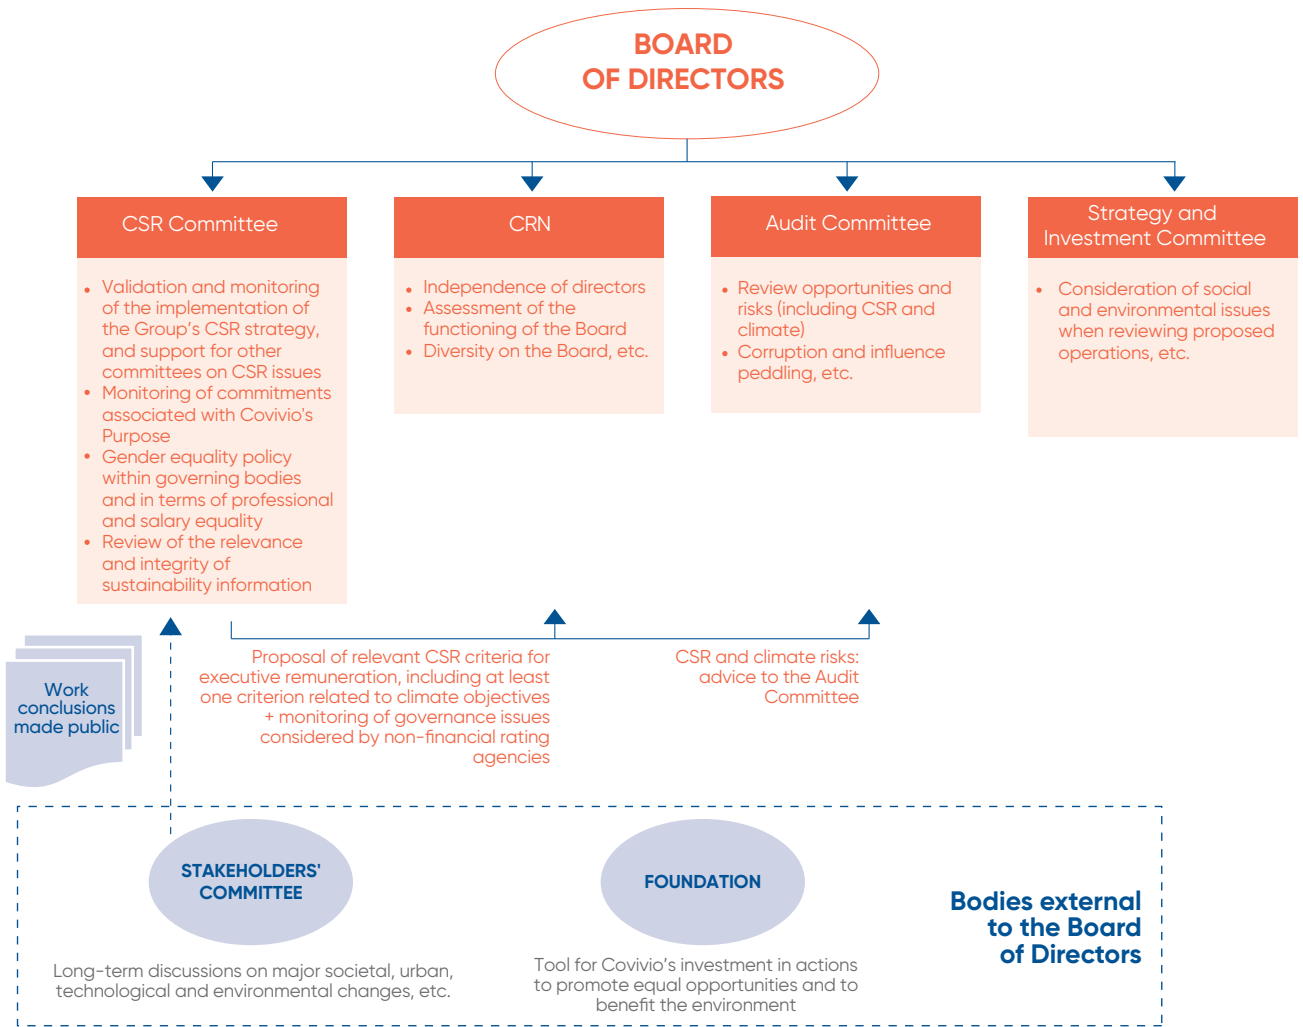 BOARD
OF DIRECTORS
CSR Committee
• Validation and monitoring
of the implementation of
the Group's CSR strategy,
and support for other
committees on CSR issues
• Monitoring of commitments
associated with Covivio's
Purpose
• Gender equality policy
within governing bodies
and in terms of professional
and salary equality
• Review of the relevance
and integrity of
sustainability information
CRN
• Independence of directors
• Assessment of the
functioning of the Board
• Diversity on the Board, etc.
Audit Committee
• Review opportunities and
risks (including CSR and
climate)
• Corruption and influence
peddling, etc.
Strategy and
Investment Committee
• Consideration of social
and environmental issues
when reviewing proposed
operations, etc.
Work
conclusions
made public
Proposal of relevant CSR criteria for
executive remuneration, including at least
one criterion related to climate objectives
+ monitoring of governance issues
considered by non-financial rating
agencies
CSR and climate risks:
advice to the Audit
Committee
STAKEHOLDERS'
COMMITTEE
Long-term discussions on major societal, urban,
technological and environmental changes, etc.
FOUNDATION
Tool for Covivio's investment in actions
to promote equal opportunities and to
benefit the environment
Bodies external
to the Board
of Directors